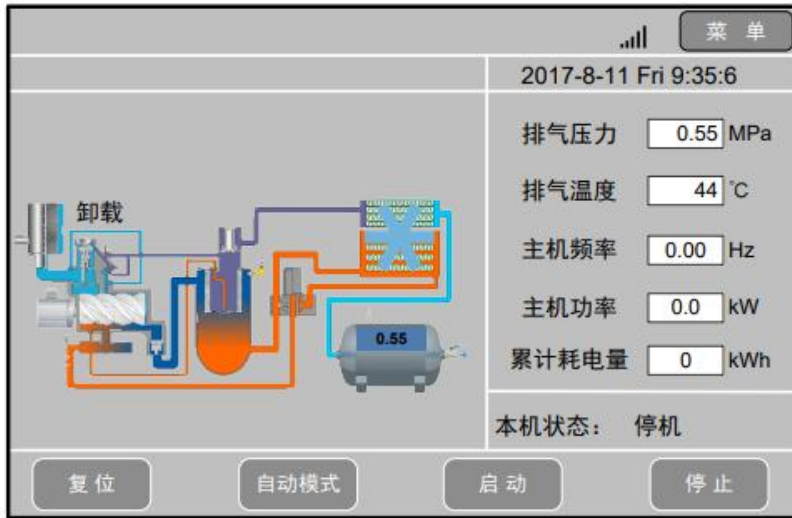 菜 单
2017-8-11 Fri 9:35:6
排气压力 0.55 MPa
排气温度 44 ℃
卸载
主机频率 0.00 Hz
主机功率 0.0 kW
0.55
累计耗电量 0 kWh
本机状态： 停机
复 位 自动模式 启 动 停 止